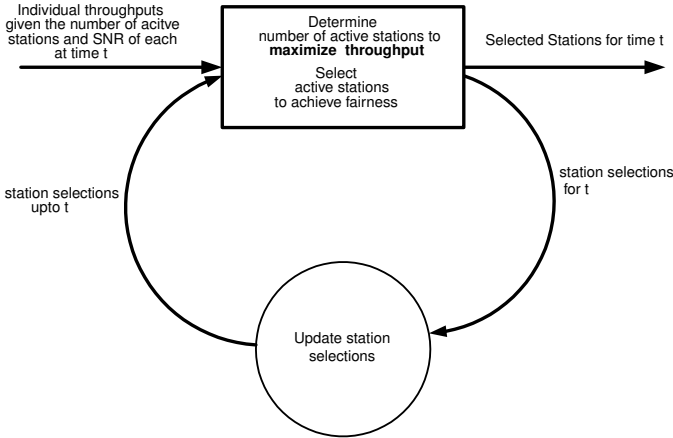 Individual throughputs
given the number of acitve
stations and SNR of each
at time t
Determine
number of active stations to
maximize throughput
Select
active stations
to achieve fairness
Selected Stations for time t
station selections
upto t
station selections
for t
Update station
selections